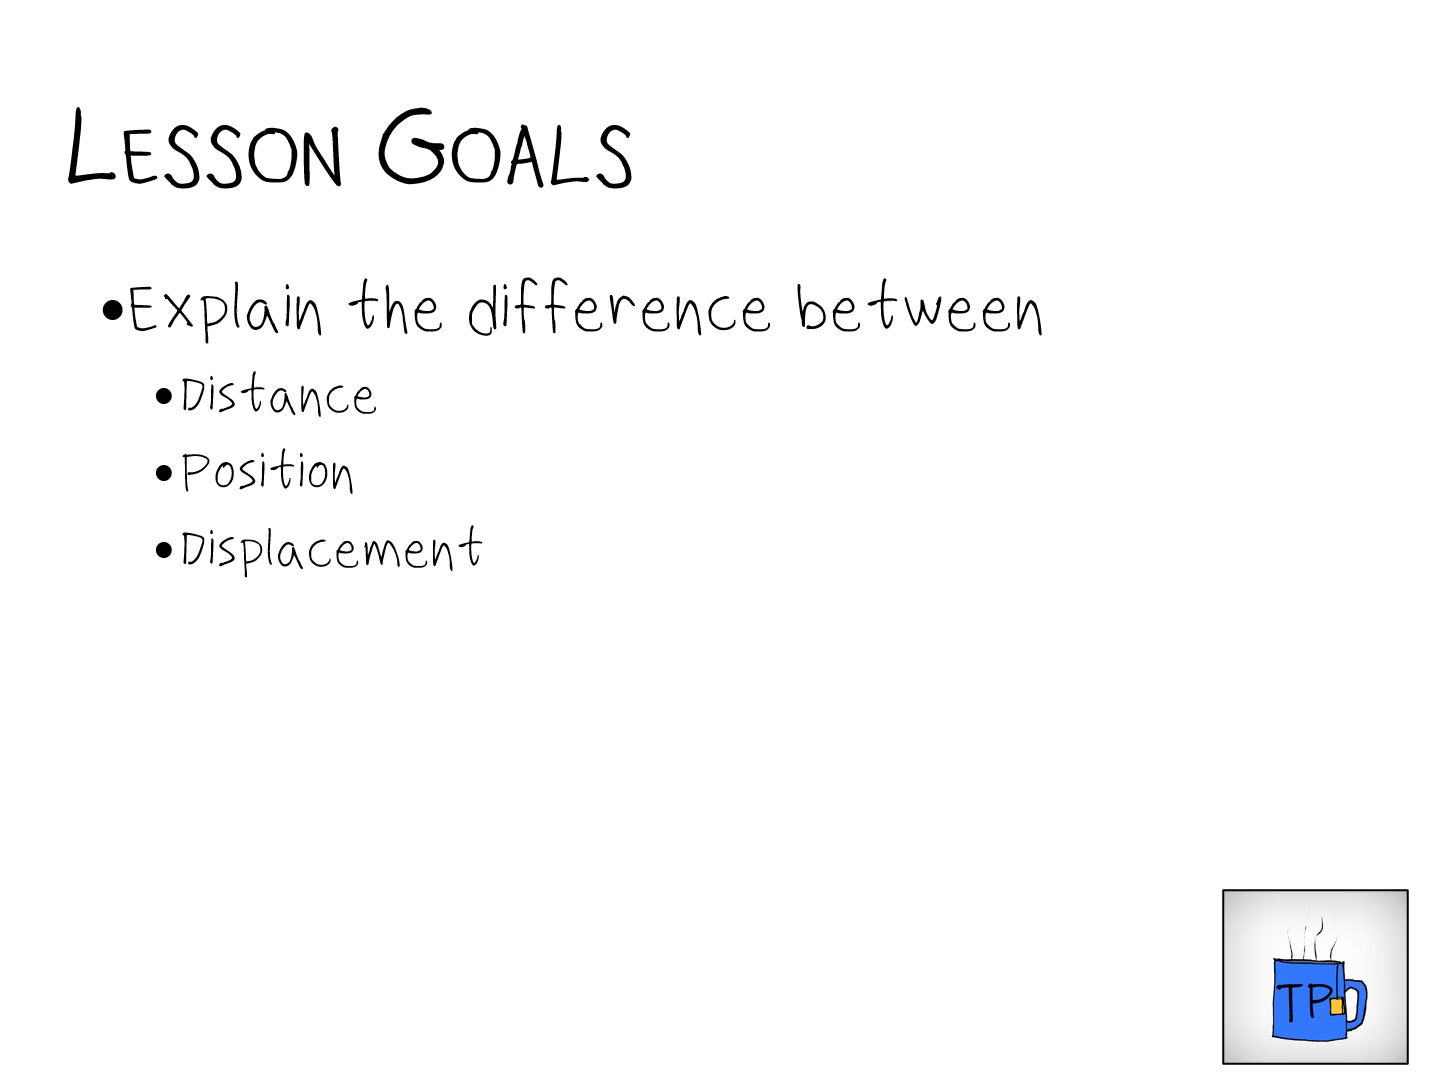 LESSON GOALS
•Explain the difference between
•Distance
•Position
•Displacement
TP